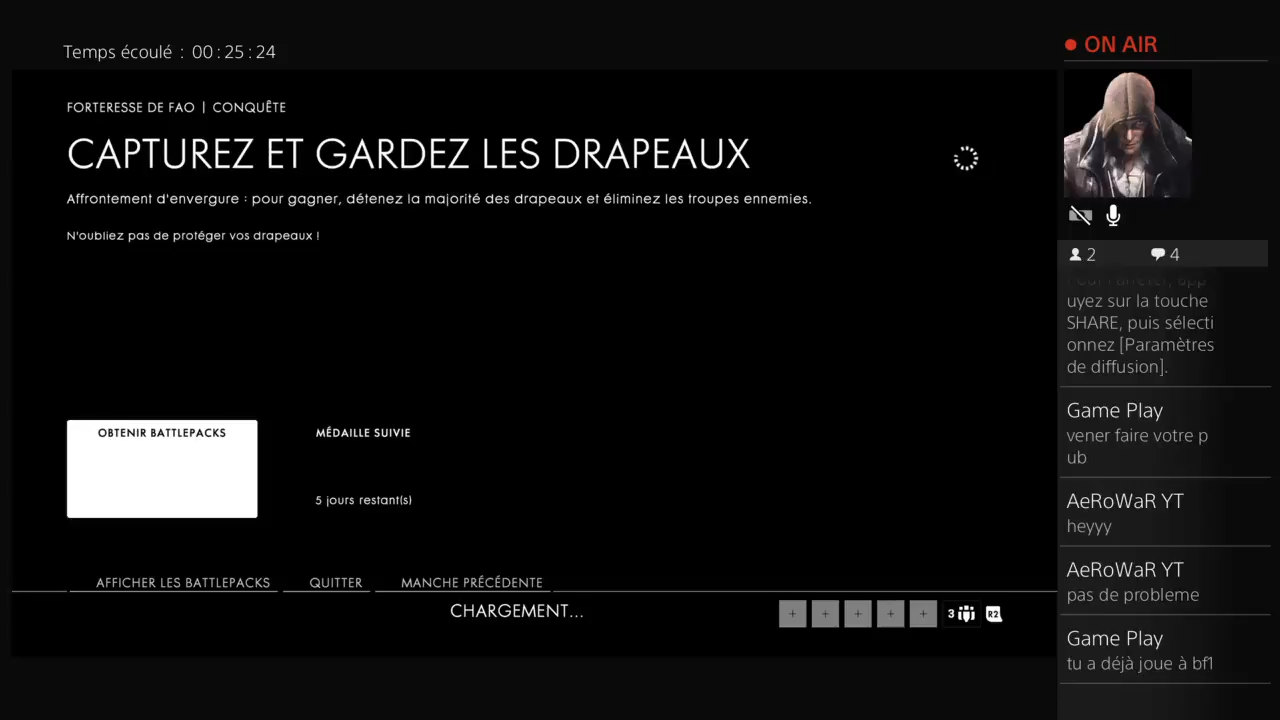 Temps écoulé : 00:25:24
ON AIR
FORTERESSE DE FAO | CONQUÊTE
CAPTUREZ ET GARDEZ LES DRAPEAUX
Affrontement d'envergure : pour gagner, détenez la majorité des drapeaux et éliminez les troupes ennemies.
N'oubliez pas de protéger vos drapeaux !
OBTENIR BATTLEPACKS
MÉDAILLE SUIVIE
5 jours restant(s)
AFFICHER LES BATTLEPACKS
QUITTER
MANCHE PRÉCÉDENTE
CHARGEMENT...
+ + + + +
3
R2
2
4
uyez sur la touche
SHARE, puis sélecti
onnez [Paramètres
de diffusion].
Game Play
vener faire votre p
ub
AeRoWaR YT
heyyy
AeRoWaR YT
pas de probleme
Game Play
tu a déjà joue à bf1